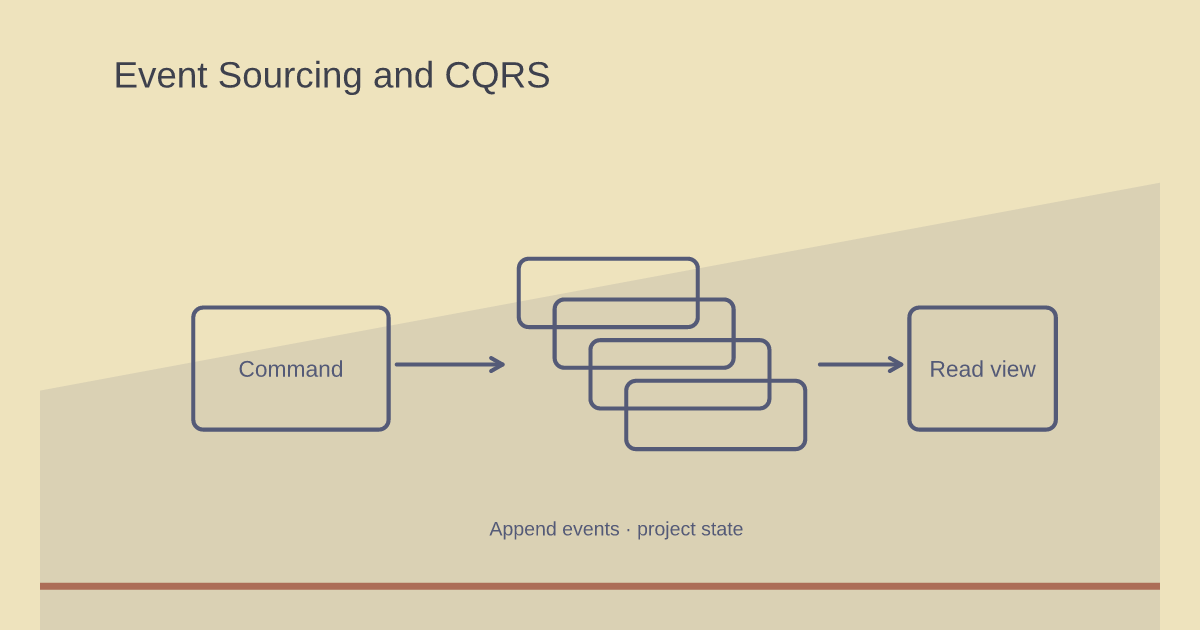 Event Sourcing and CQRS
Command
Read view
Append events · project state